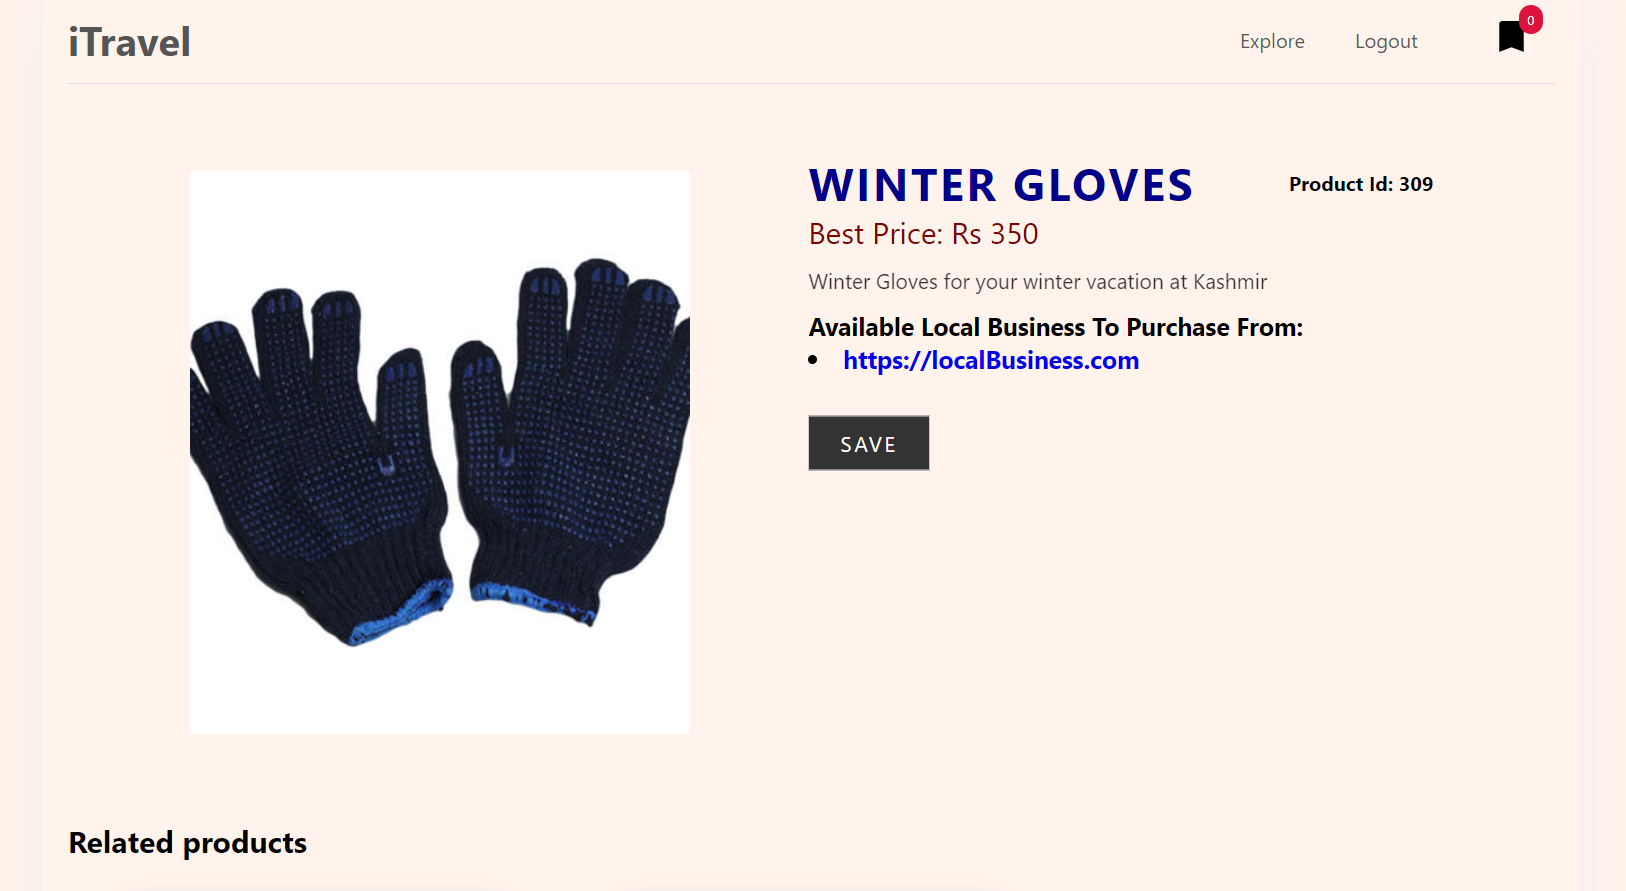 iTravel
Explore
Logout
0
WINTER GLOVES
Product Id: 309
Best Price: Rs 350
Winter Gloves for your winter vacation at Kashmir
Available Local Business To Purchase From:
https://localBusiness.com
SAVE
Related products